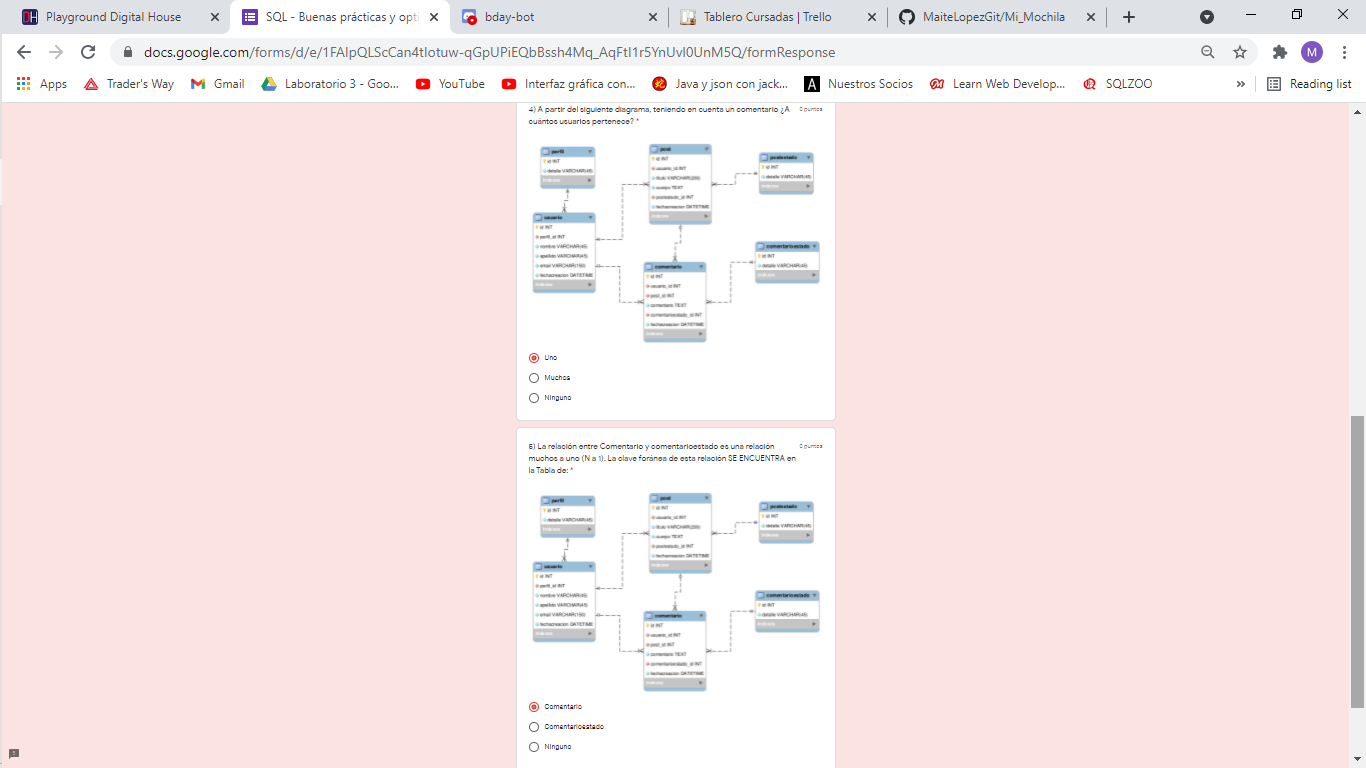 Playground Digital House
SQL - Buenas prácticas y opti
bday-bot
Tablero Cursadas | Trello
MaiteLopezGit/Mi_Mochila
docs.google.com/forms/d/e/1FAIpQLScCan4tIotuw-qGpUPiEQbBssh4Mq_AqFtI1r5YnUvl0UnM5Q/formResponse
M
Apps
Trader's Way
Gmail
Laboratorio 3 - Goo...
YouTube
Interfaz gráfica con...
Java y json con jack...
Nuestros Socios
Learn Web Develop...
SQLZOO
»
Reading list
4) A partir del siguiente diagrama, teniendo en cuenta un comentario ¿A
cuántos usuarios pertenece? *
0 puntos
perfil
id INT
detalle VARCHAR(45)
Indexes
post
id INT
usuario_id INT
titulo VARCHAR(200)
cuerpo TEXT
postestado_id INT
fechacreacion DATETIME
Indexes
postestado
id INT
detalle VARCHAR(45)
Indexes
usuario
id INT
perfil_id INT
nombre VARCHAR(45)
apellido VARCHAR(45)
email VARCHAR(150)
fechacreacion DATETIME
Indexes
comentario
id INT
usuario_id INT
post_id INT
comentario TEXT
comentarioestado_id INT
fechacreacion DATETIME
Indexes
comentarioestado
id INT
detalle VARCHAR(45)
Indexes
Uno
Muchos
Ninguno
5) La relación entre Comentario y comentarioestado es una relación
muchos a uno (N a 1). La clave foránea de esta relación SE ENCUENTRA en
la Tabla de: *
0 puntos
perfil
id INT
detalle VARCHAR(45)
Indexes
post
id INT
usuario_id INT
titulo VARCHAR(200)
cuerpo TEXT
postestado_id INT
fechacreacion DATETIME
Indexes
postestado
id INT
detalle VARCHAR(45)
Indexes
usuario
id INT
perfil_id INT
nombre VARCHAR(45)
apellido VARCHAR(45)
email VARCHAR(150)
fechacreacion DATETIME
Indexes
comentario
id INT
usuario_id INT
post_id INT
comentario TEXT
comentarioestado_id INT
fechacreacion DATETIME
Indexes
comentarioestado
id INT
detalle VARCHAR(45)
Indexes
Comentario
Comentarioestado
Ninguno